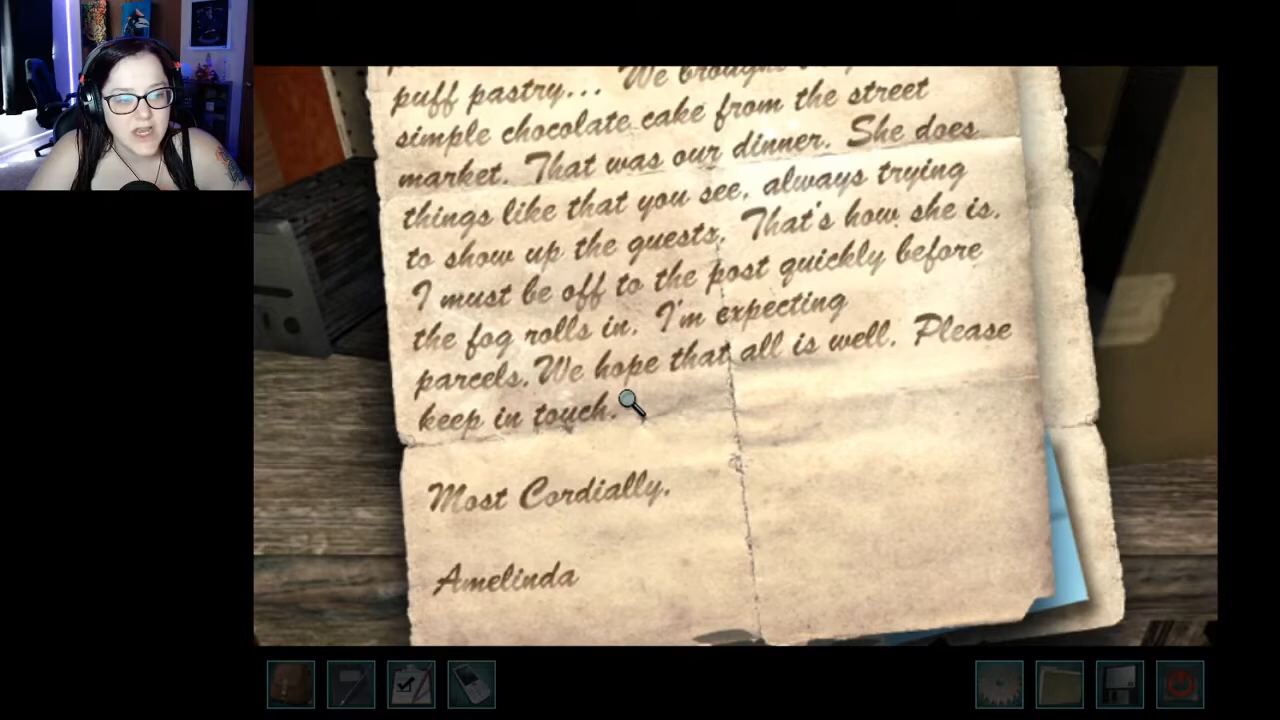 puff pastry... We brought
simple chocolate cake from the street
market. That was our dinner. She does
things like that you see, always trying
to show up the guests. That's how she is.
I must be off to the post quickly before
the fog rolls in. I'm expecting
parcels. We hope that all is well. Please
keep in touch.
Most Cordially,
Amelinda